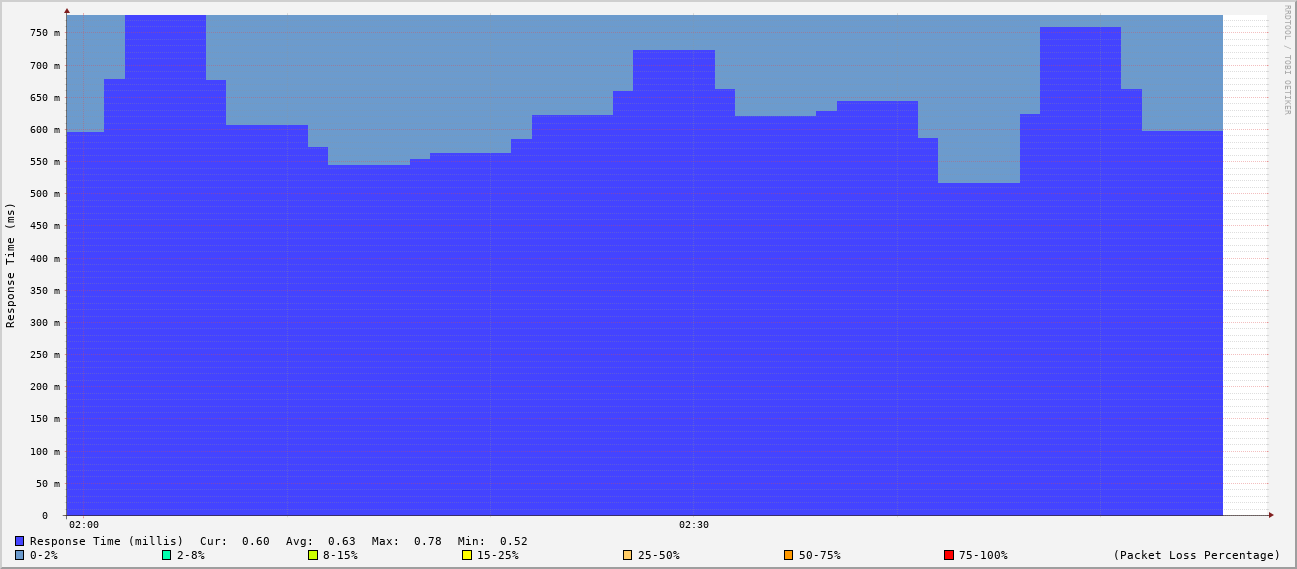 RRDTOOL / TOBI OETIKER
Response Time (ms)
750 m
700 m
650 m
600 m
550 m
500 m
450 m
400 m
350 m
300 m
250 m
200 m
150 m
100 m
50 m
0
02:00 02:30
Response Time (millis) Cur: 0.60 Avg: 0.63 Max: 0.78 Min: 0.52
0-2% 2-8% 8-15% 15-25% 25-50% 50-75% 75-100% (Packet Loss Percentage)